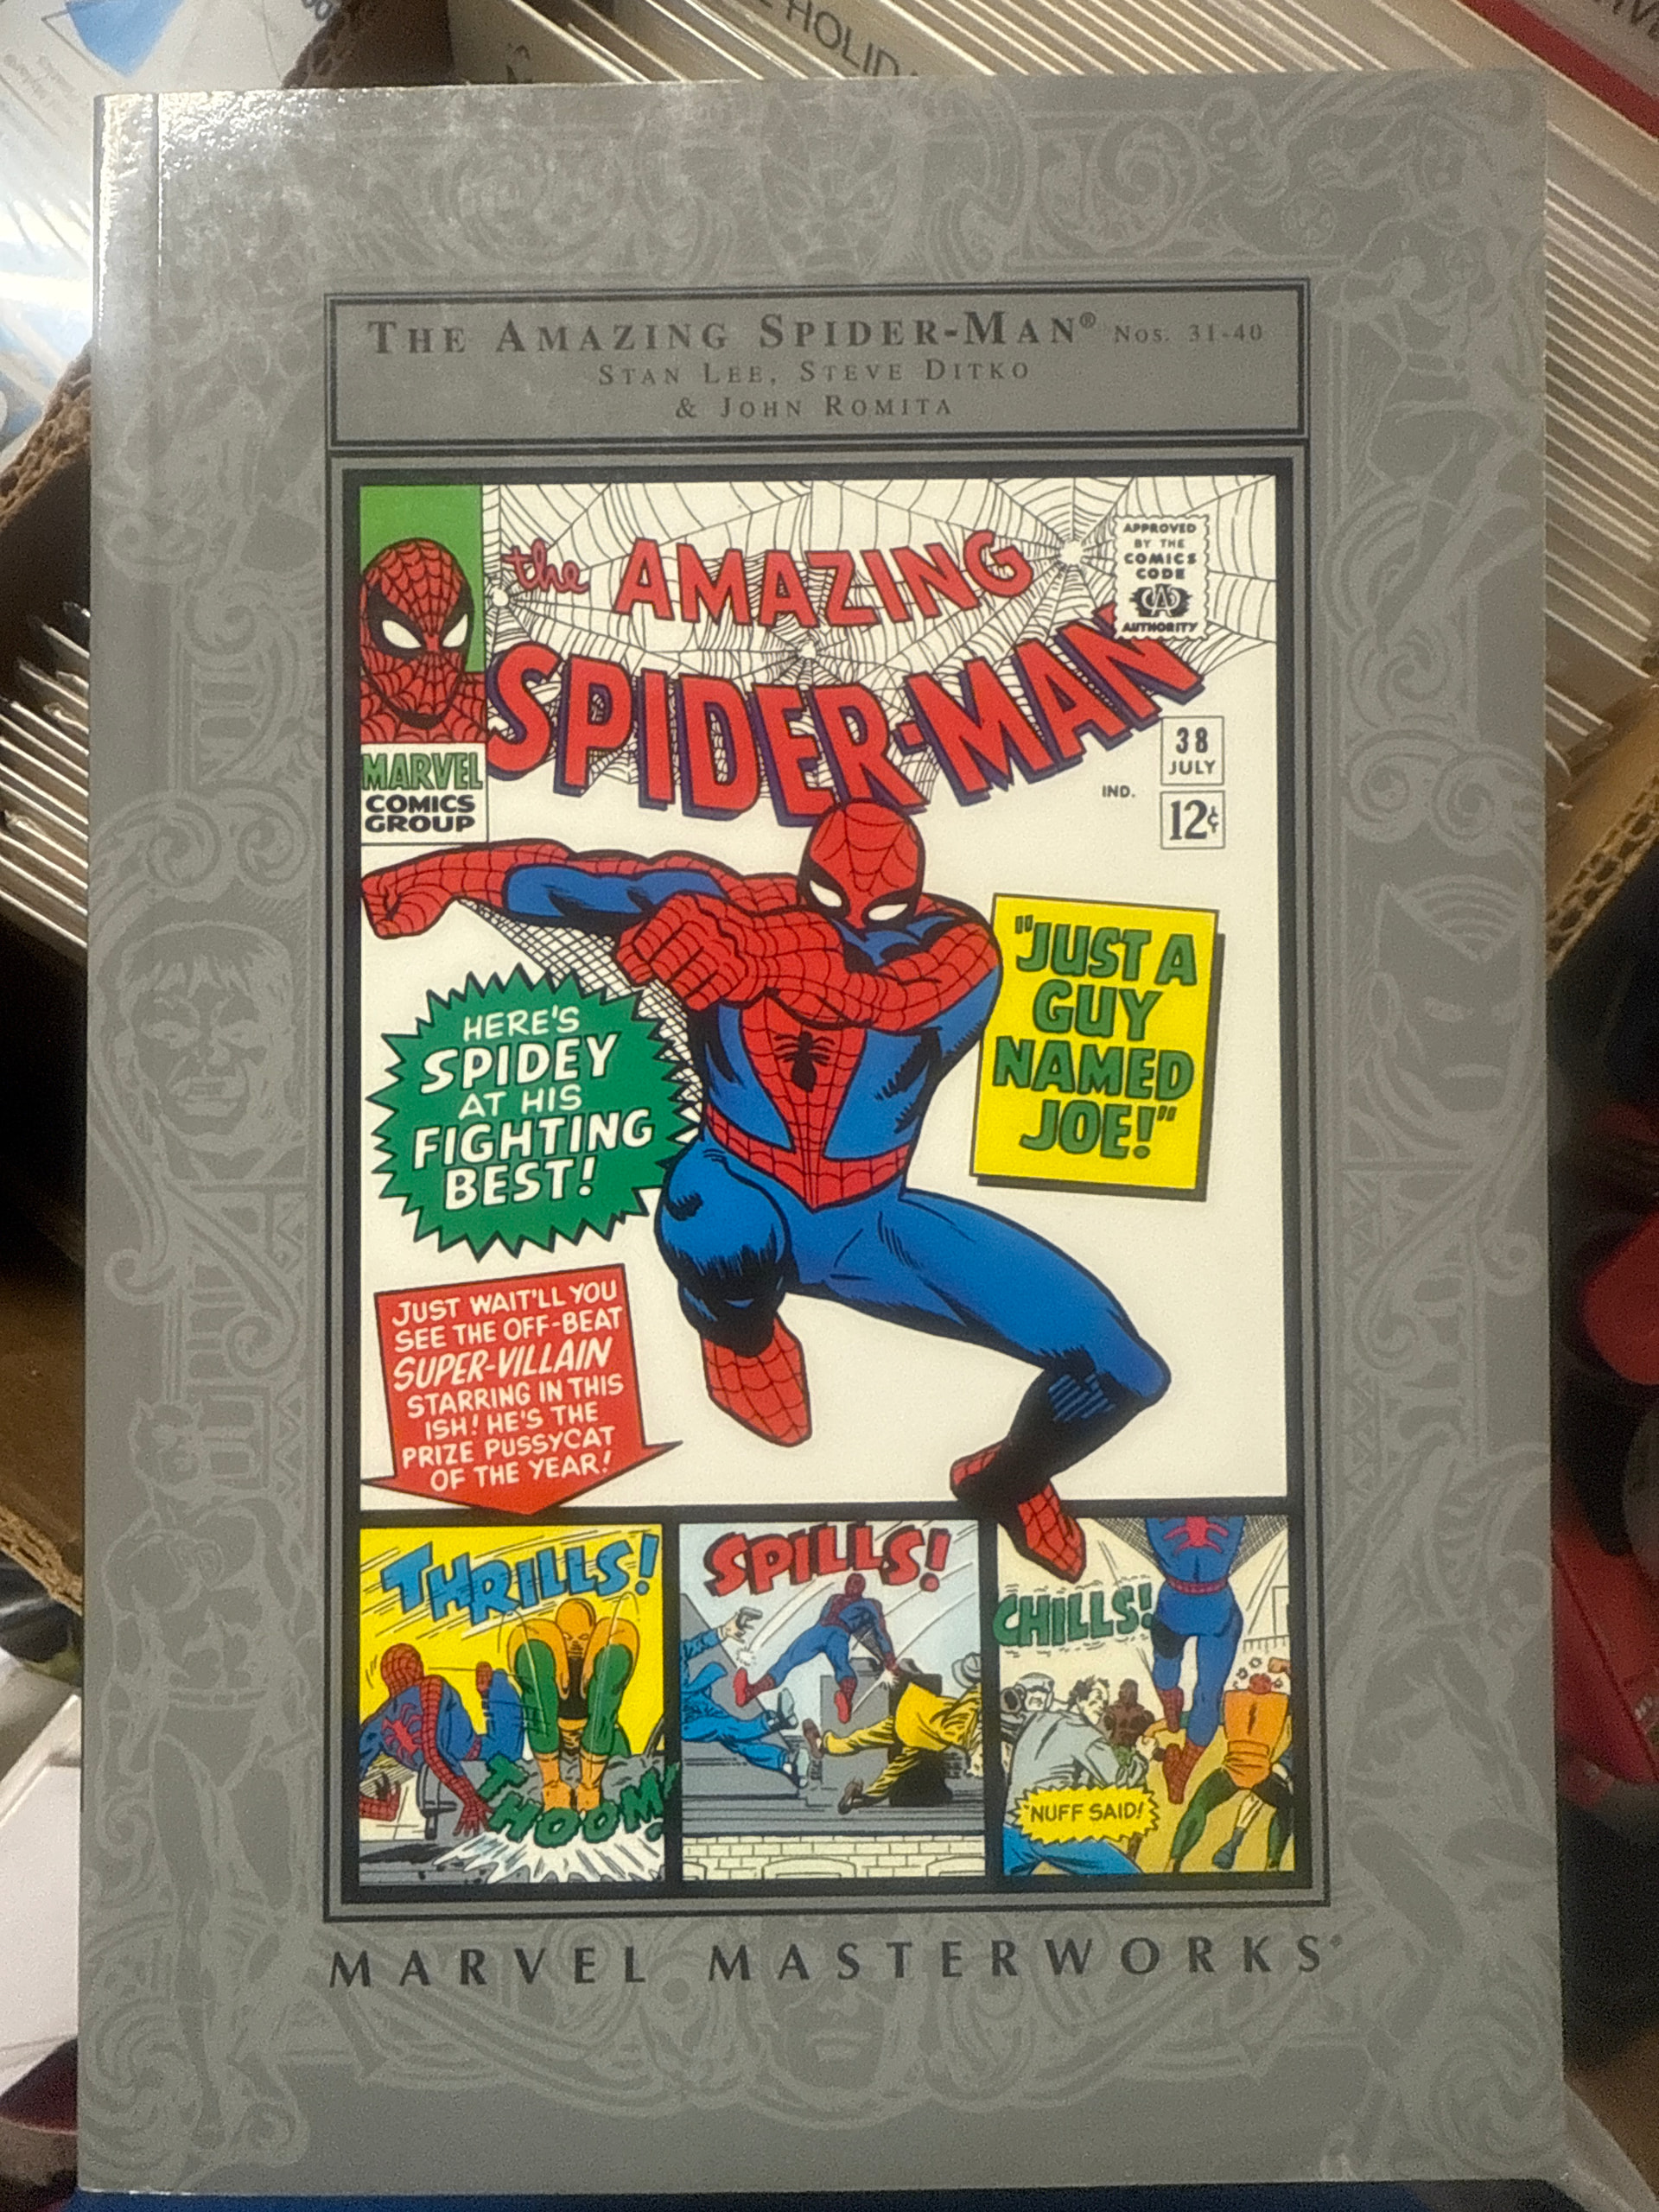 HOLID
THE AMAZING SPIDER-MAN® NOS. 31-40
STAN LEE, STEVE DITKO
& JOHN ROMITA
the AMAZING
SPIDER-MAN
APPROVED
BY THE
COMICS
CODE
CA
AUTHORITY
MARVEL
COMICS
GROUP
38
JULY
IND.
12¢
"JUST A
GUY
NAMED
JOE!"
HERE'S
SPIDEY
AT HIS
FIGHTING
BEST!
JUST WAIT'LL YOU
SEE THE OFF-BEAT
SUPER-VILLAIN
STARRING IN THIS
ISH! HE'S THE
PRIZE PUSSYCAT
OF THE YEAR!
THRILLS!
THOOM!
SPILLS!
CHILLS!
'NUFF SAID!
MARVEL MASTERWORKS®